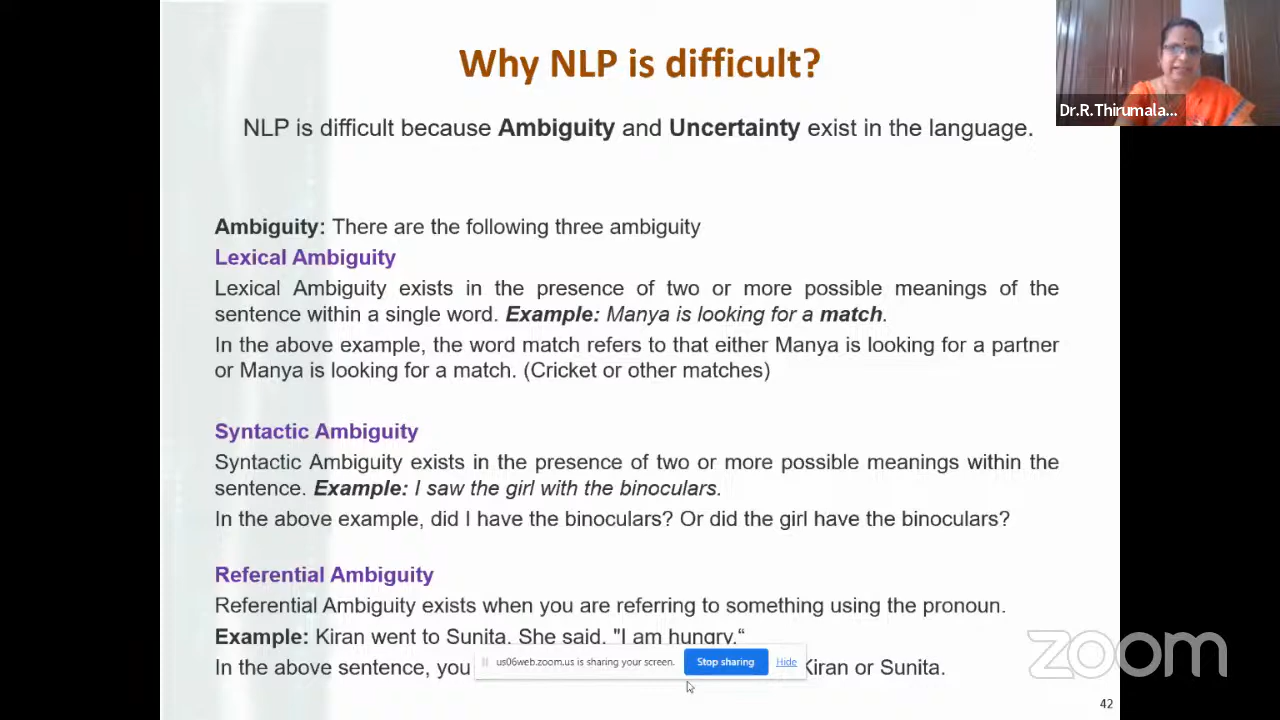 Why NLP is difficult?
Dr.R.Thirumala...
NLP is difficult because Ambiguity and Uncertainty exist in the language.
Ambiguity: There are the following three ambiguity
Lexical Ambiguity
Lexical Ambiguity exists in the presence of two or more possible meanings of the
sentence within a single word. Example: Manya is looking for a match.
In the above example, the word match refers to that either Manya is looking for a partner
or Manya is looking for a match. (Cricket or other matches)
Syntactic Ambiguity
Syntactic Ambiguity exists in the presence of two or more possible meanings within the
sentence. Example: I saw the girl with the binoculars.
In the above example, did I have the binoculars? Or did the girl have the binoculars?
Referential Ambiguity
Referential Ambiguity exists when you are referring to something using the pronoun.
Example: Kiran went to Sunita. She said, "I am hungry.“
us06web.zoom.us is sharing your screen. Stop sharing Hide
In the above sentence, you Kiran or Sunita.
zoom
42